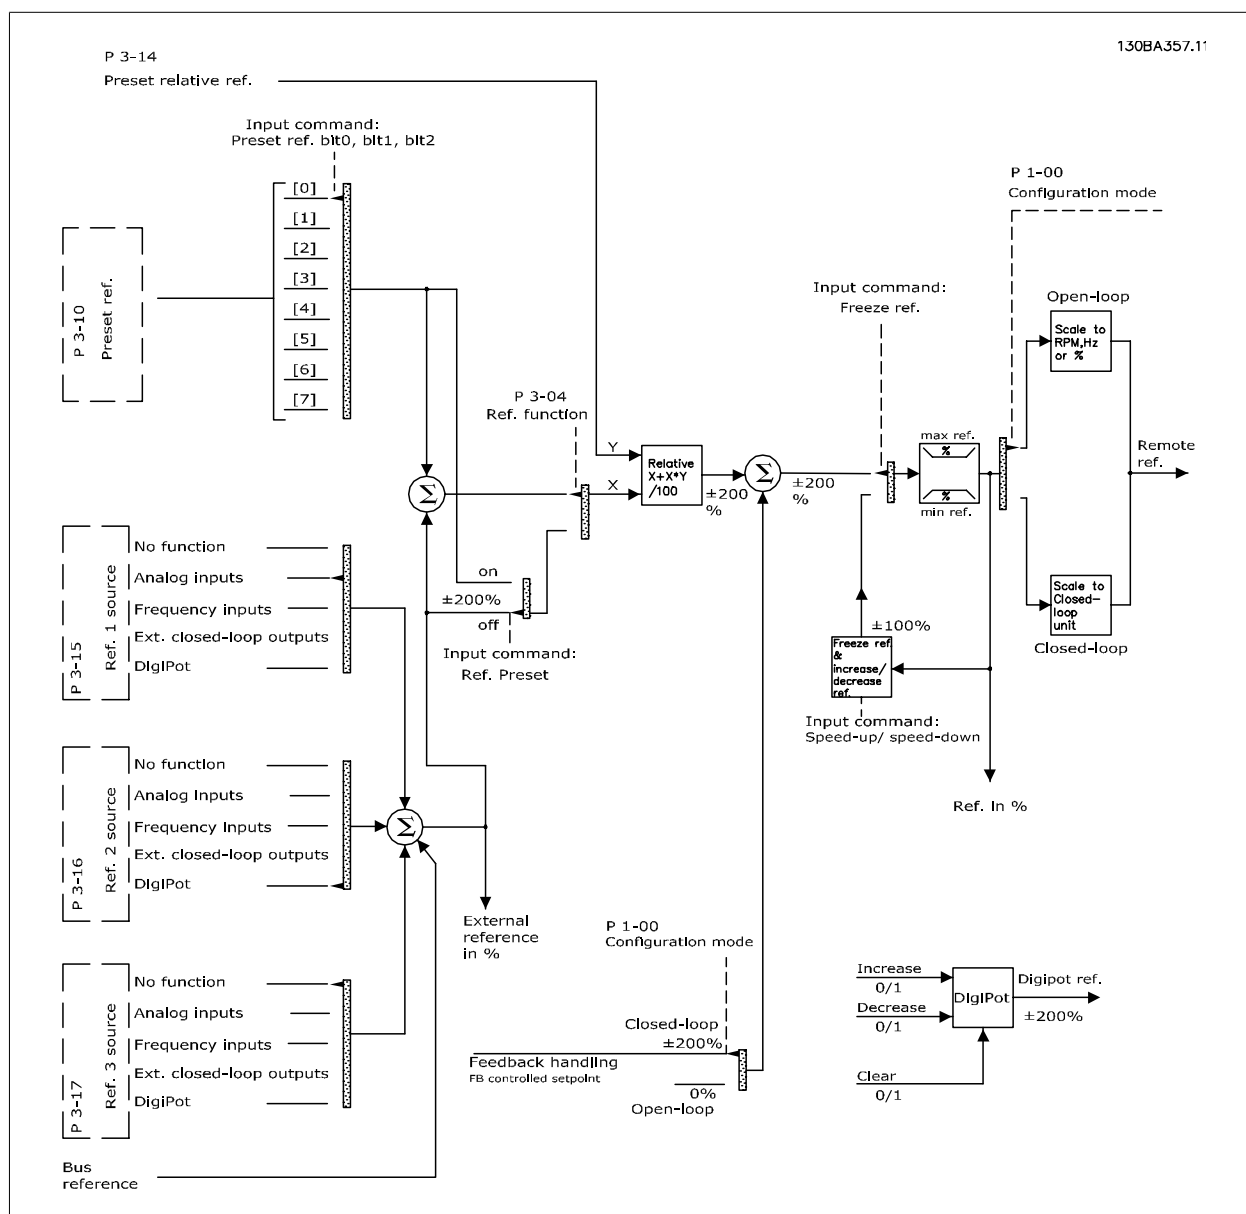 130BA357.11
P 3-14
Preset relative ref.
Input command:
Preset ref. bit0, bit1, bit2
[0]
[1]
[2]
[3]
[4]
[5]
[6]
[7]
P 3-10
Preset ref.
P 1-00
Configuration mode
Input command:
Freeze ref.
Open-loop
Scale to
RPM,Hz
or %
P 3-04
Ref. function
Y
X
Relative
X+X*Y
/100
±200
%
Σ
±200
%
max ref.
%
%
min ref.
Remote
ref.
Σ
on
±200%
off
Input command:
Ref. Preset
Scale to
Closed-
loop
unit
Closed-loop
±100%
Freeze ref.
&
increase/
decrease
ref.
Input command:
Speed-up/ speed-down
Ref. in %
P 3-15
Ref. 1 source
No function
Analog inputs
Frequency inputs
Ext. closed-loop outputs
DigiPot
P 3-16
Ref. 2 source
No function
Analog inputs
Frequency inputs
Ext. closed-loop outputs
DigiPot
Σ
External
reference
in %
P 3-17
Ref. 3 source
No function
Analog inputs
Frequency inputs
Ext. closed-loop outputs
DigiPot
Bus
reference
P 1-00
Configuration mode
Closed-loop
±200%
Feedback handling
FB controlled setpoint
0%
Open-loop
Increase
0/1
Decrease
0/1
Clear
0/1
DigiPot
Digipot ref.
±200%